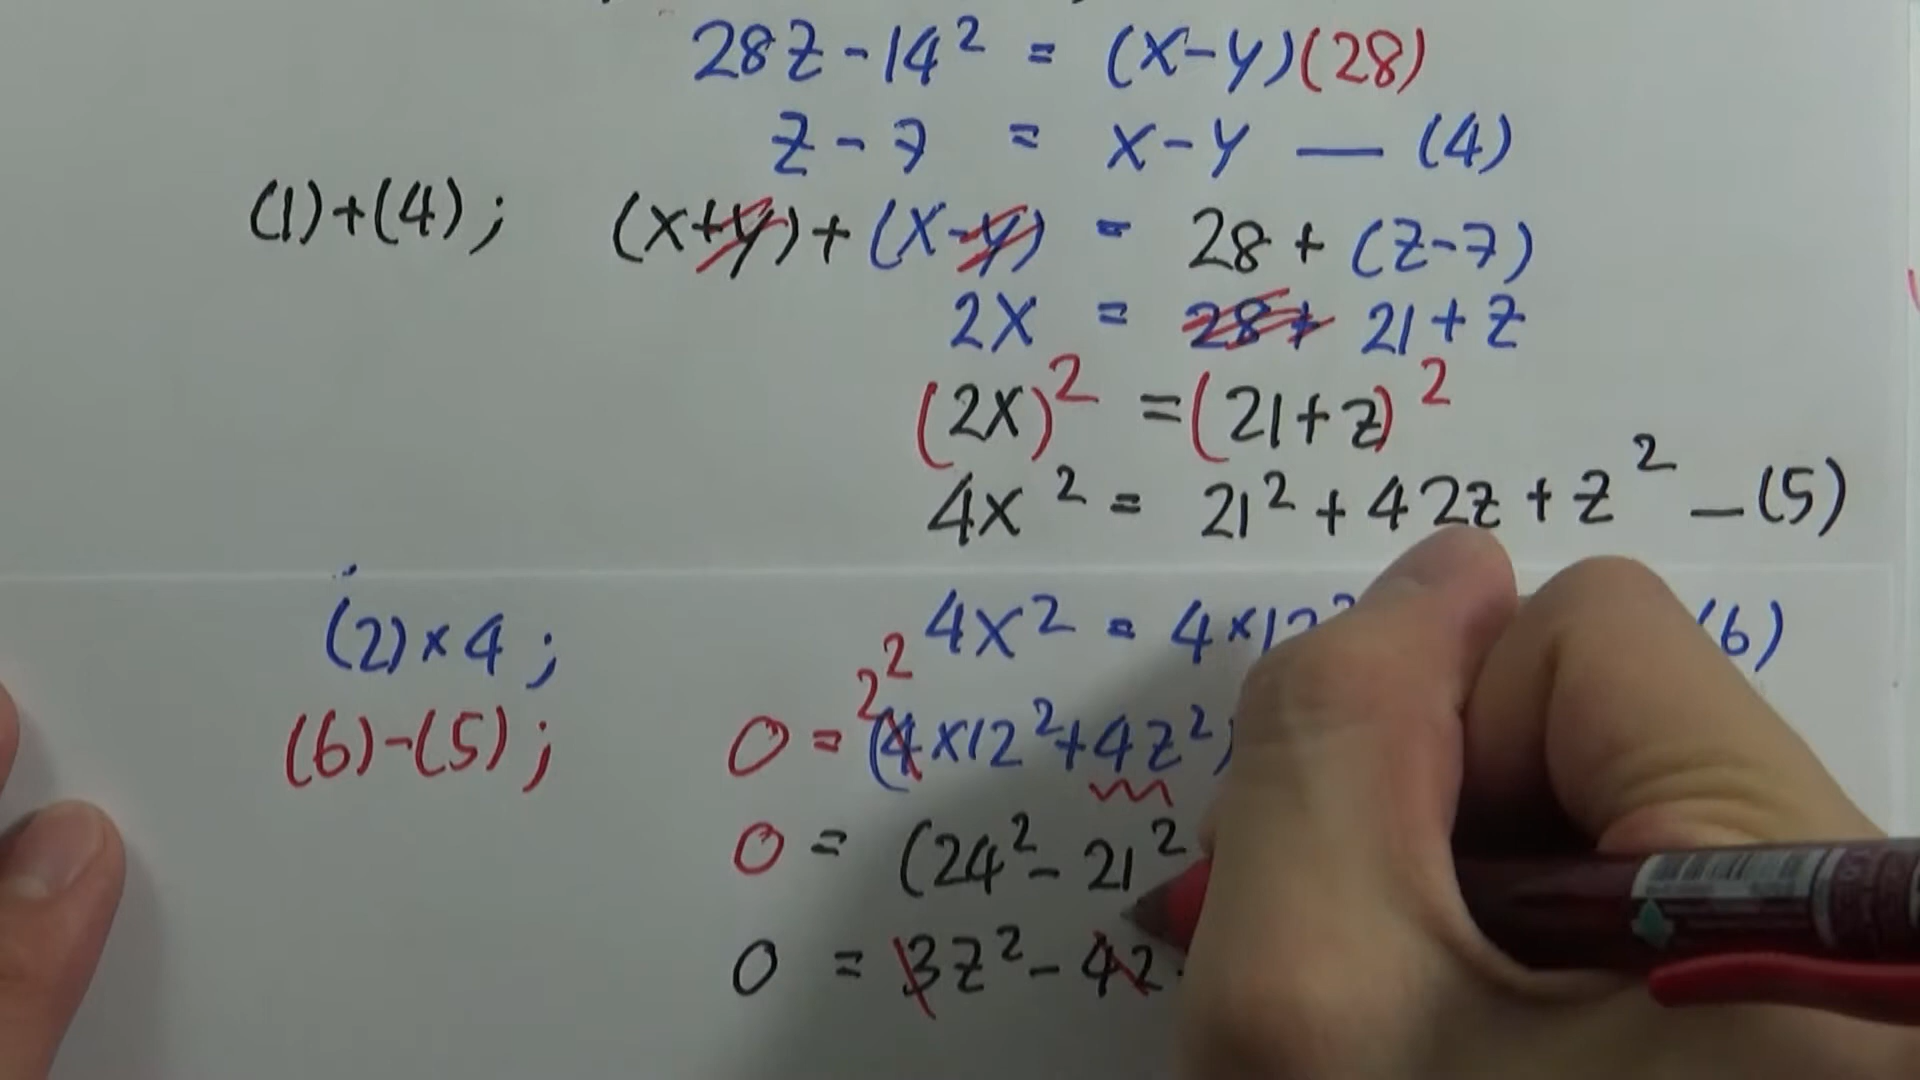 28z - 14² = (x-y)(28)
z - 7 = x-y — (4)
(1)+(4); (x+y)+(x-y) = 28 + (z-7)
2x = 28+ 21 + z
(2x)² = (21+z)²
4x² = 21² + 42z + z² — (5)
(2)×4; 4x² = 4×12² (6)
(6)-(5); 0 = 2² (4×12²+4z²)
0 = (24² - 21²
0 = 3z² - 42